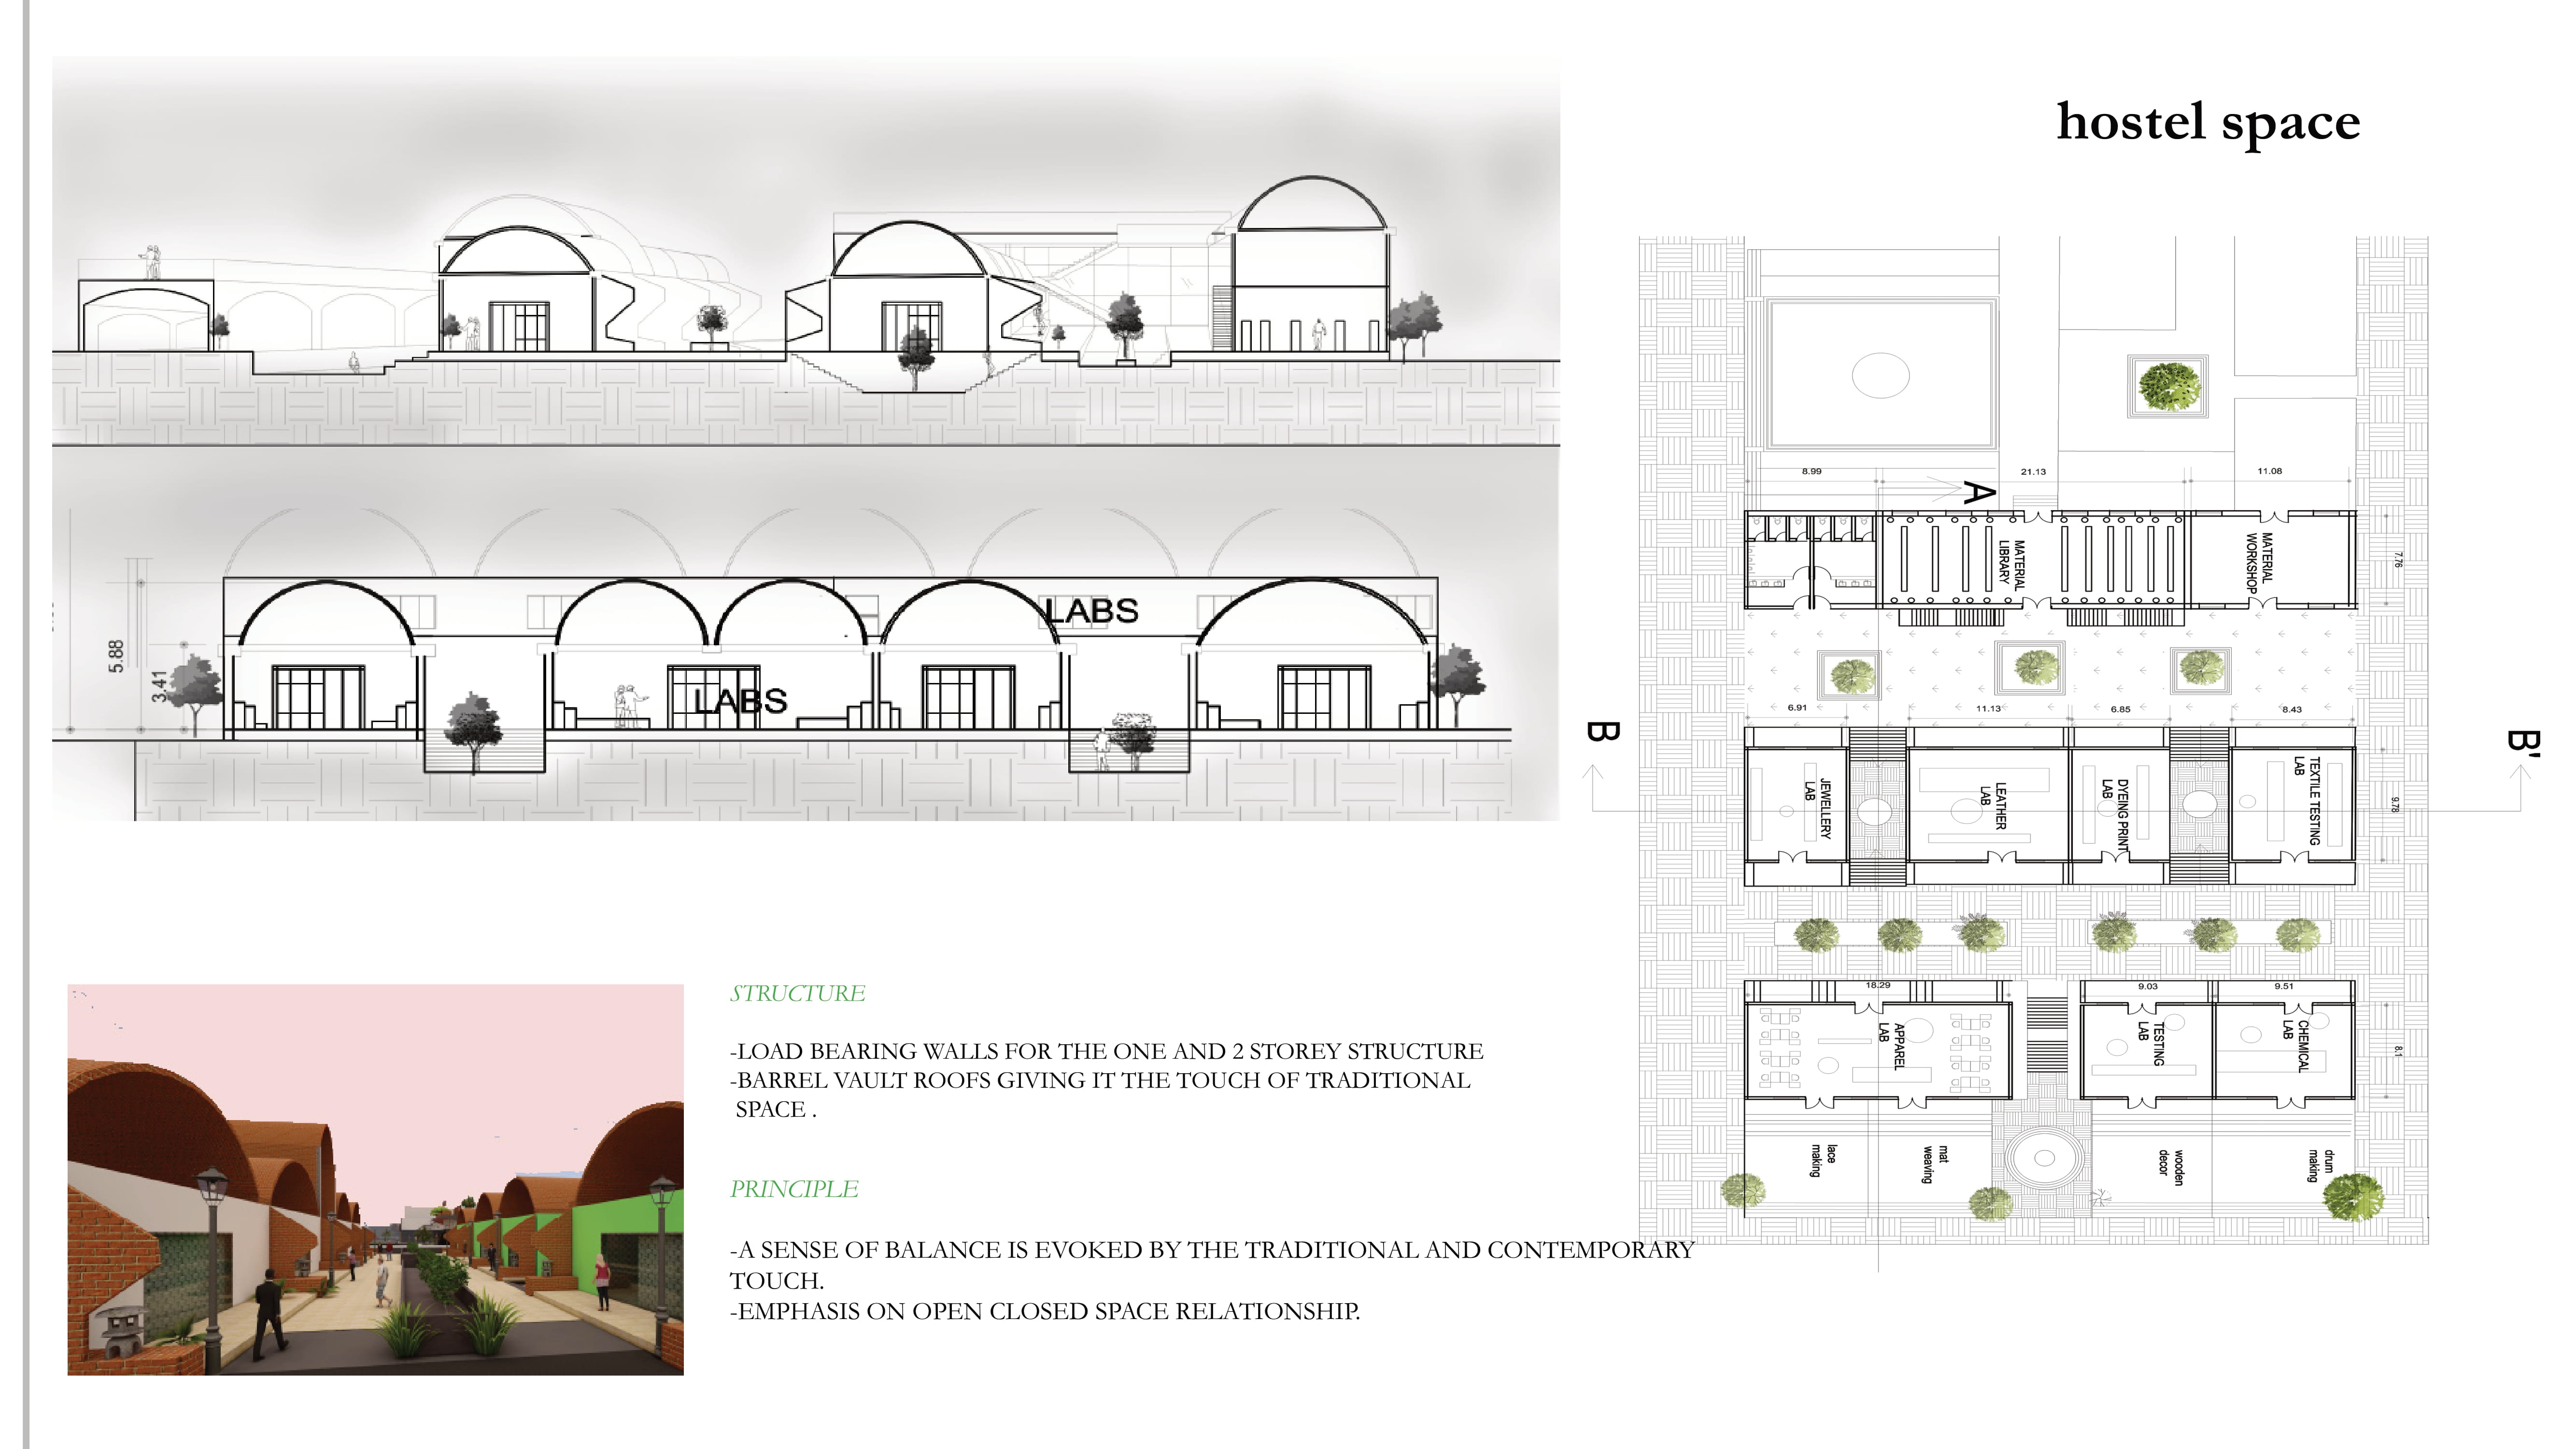 hostel space
LABS
LABS
5.88
3.41
8.99
21.13
11.08
A
MATERIAL
LIBRARY
MATERIAL
WORKSHOP
7.76
6.91
11.13
6.85
8.43
B
B'
JEWELLERY
LAB
LEATHER
LAB
DYEING PRINT
LAB
TEXTILE TESTING
LAB
9.78
18.29
9.03
9.51
APPAREL
LAB
TESTING
LAB
CHEMICAL
LAB
8.1
lace
making
mat
weaving
wooden
decor
drum
making
STRUCTURE
-LOAD BEARING WALLS FOR THE ONE AND 2 STOREY STRUCTURE
-BARREL VAULT ROOFS GIVING IT THE TOUCH OF TRADITIONAL
SPACE .
PRINCIPLE
-A SENSE OF BALANCE IS EVOKED BY THE TRADITIONAL AND CONTEMPORARY
TOUCH.
-EMPHASIS ON OPEN CLOSED SPACE RELATIONSHIP.